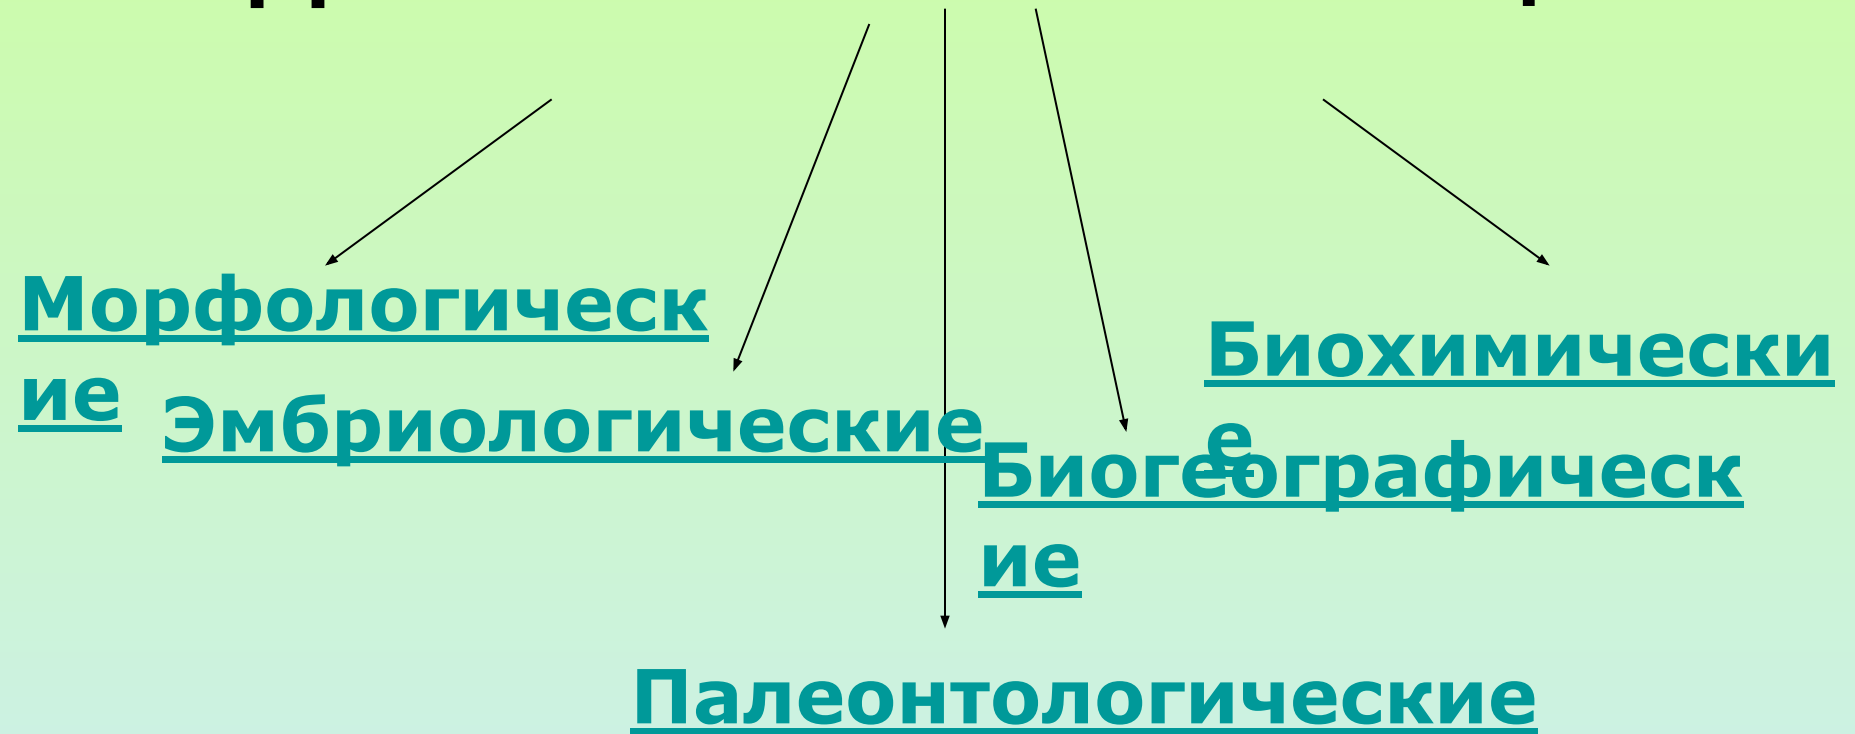 Морфологическ
ие
Эмбриологические
Биохимически
е
Биогеографическ
ие
Палеонтологические